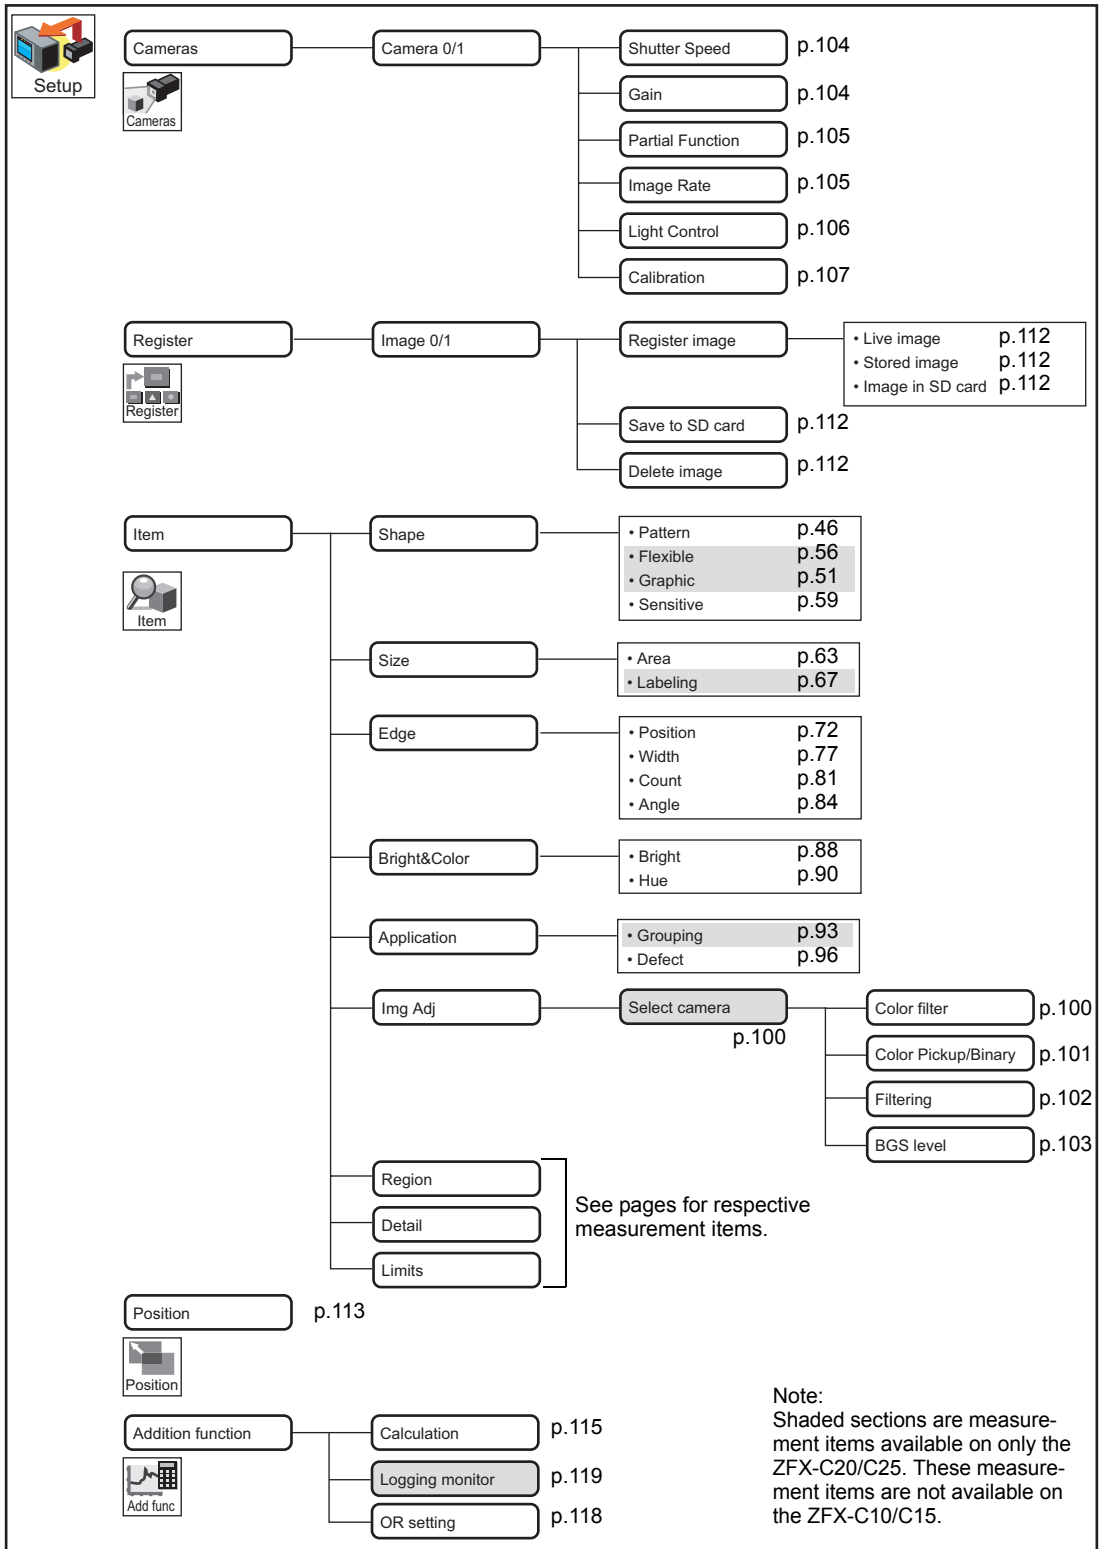 Setup
Cameras
Cameras
Camera 0/1
Shutter Speed p.104
Gain p.104
Partial Function p.105
Image Rate p.105
Light Control p.106
Calibration p.107
Register
Register
Image 0/1
Register image
• Live image p.112
• Stored image p.112
• Image in SD card p.112
Save to SD card p.112
Delete image p.112
Item
Item
Shape
• Pattern p.46
• Flexible p.56
• Graphic p.51
• Sensitive p.59
Size
• Area p.63
• Labeling p.67
Edge
• Position p.72
• Width p.77
• Count p.81
• Angle p.84
Bright&Color
• Bright p.88
• Hue p.90
Application
• Grouping p.93
• Defect p.96
Img Adj
Select camera
p.100
Color filter p.100
Color Pickup/Binary p.101
Filtering p.102
BGS level p.103
Region
Detail
Limits
See pages for respective
measurement items.
Position p.113
Position
Addition function
Add func
Calculation p.115
Logging monitor p.119
OR setting p.118
Note:
Shaded sections are measure-
ment items available on only the
ZFX-C20/C25. These measure-
ment items are not available on
the ZFX-C10/C15.